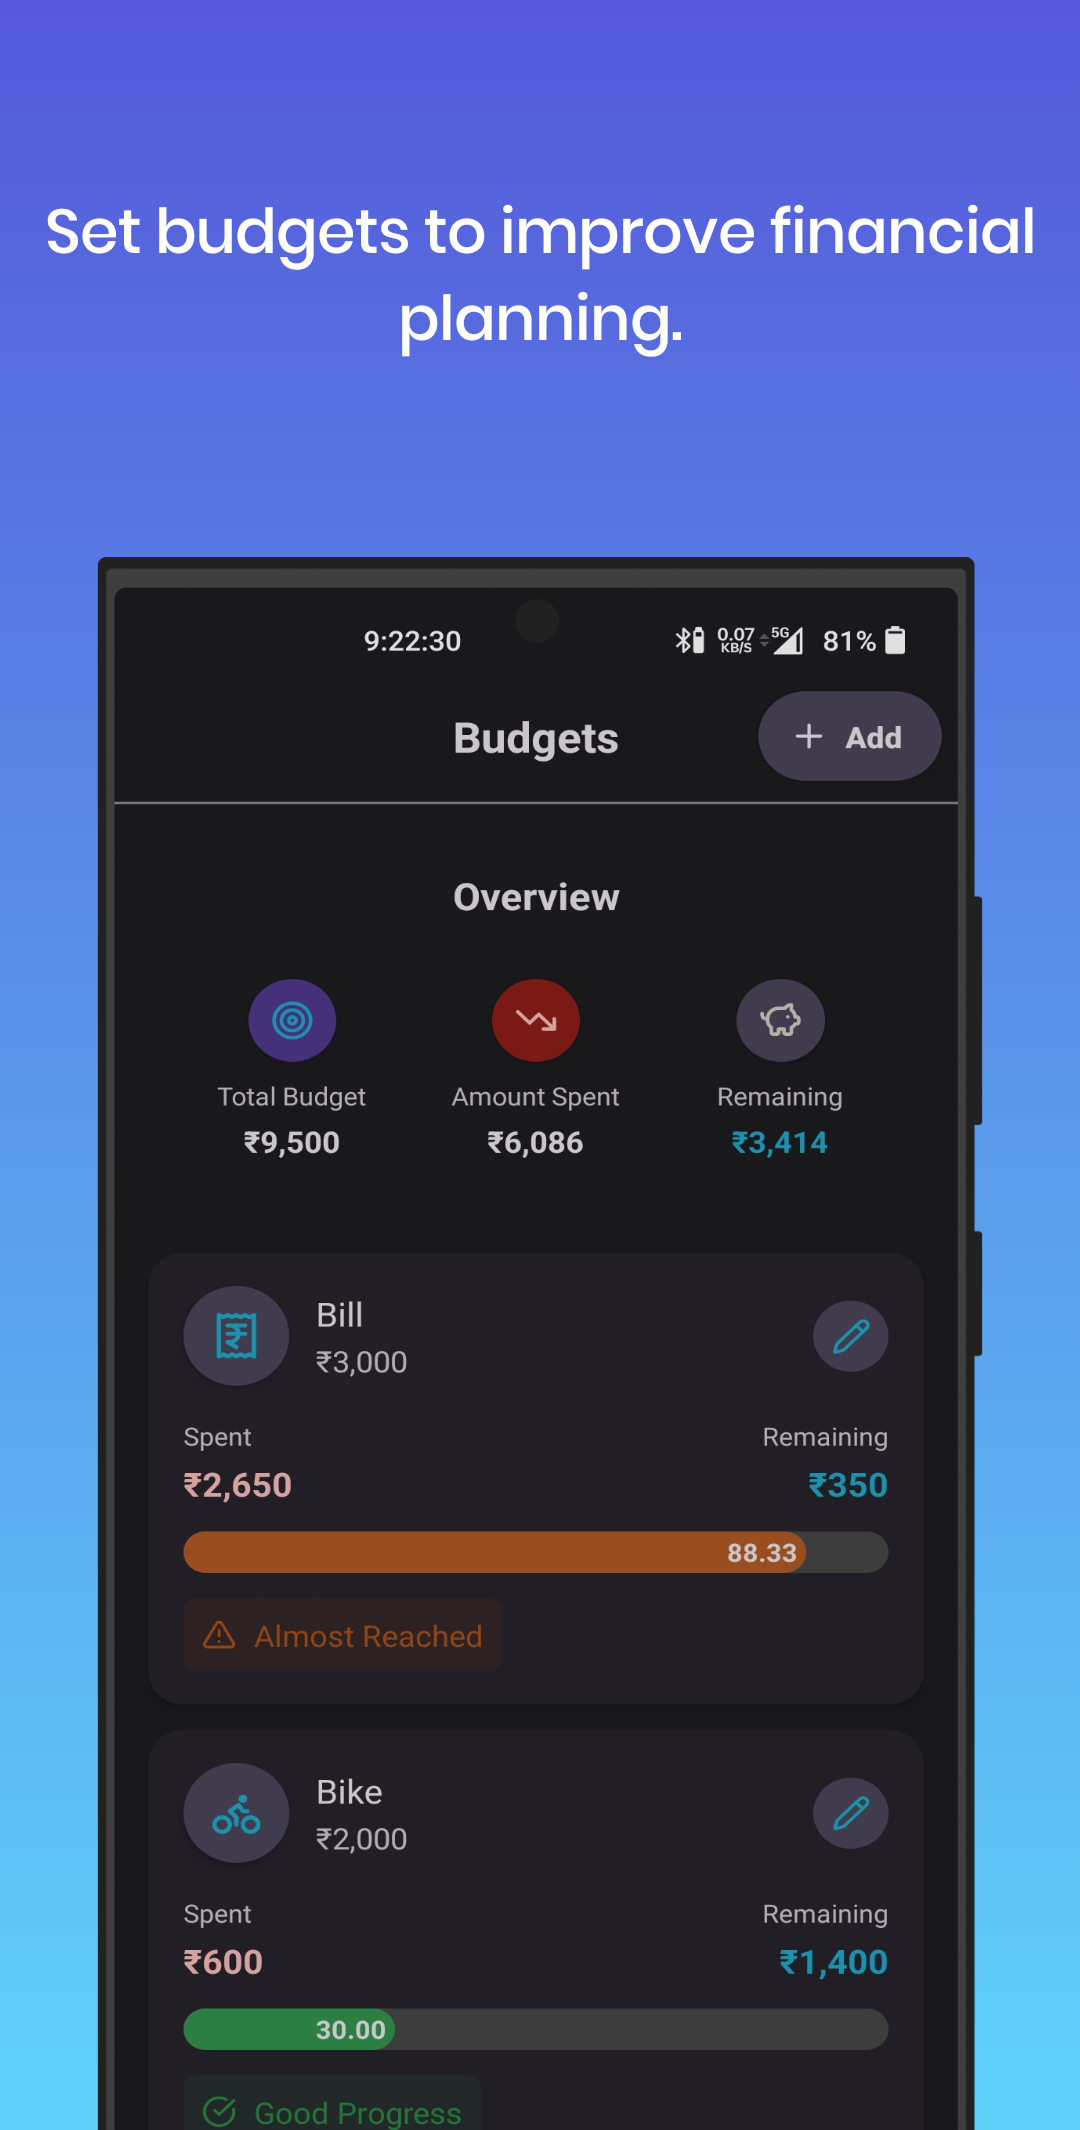 Set budgets to improve financial
planning.
9:22:30
0.07
KB/S
5G
81%
Budgets
+ Add
Overview
Total Budget
Amount Spent
Remaining
₹9,500
₹6,086
₹3,414
Bill
₹3,000
Spent
Remaining
₹2,650
₹350
88.33
Almost Reached
Bike
₹2,000
Spent
Remaining
₹600
₹1,400
30.00
Good Progress